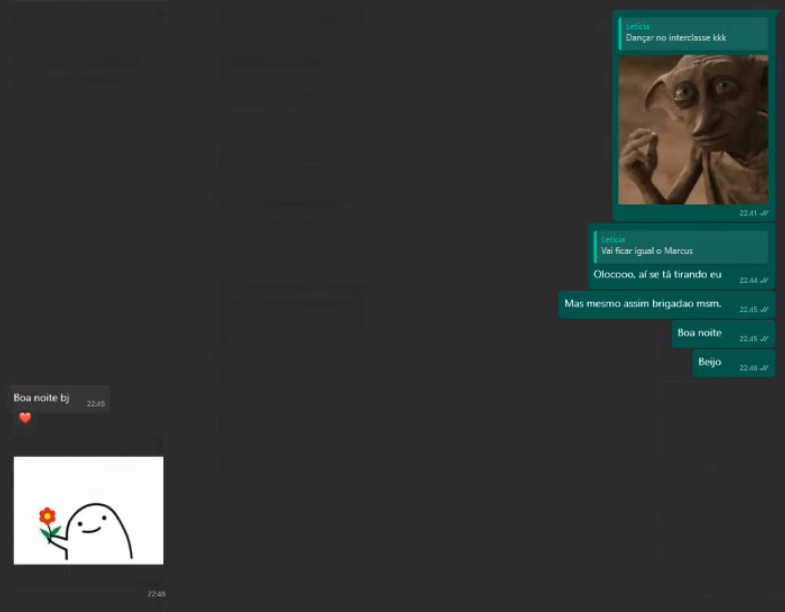 Letícia
Dançar no interclasse kkk
22:41
Letícia
Vai ficar igual o Marcus
Olocooo, aí se tá tirando eu
22:44
Mas mesmo assim brigadao msm.
22:45
Boa noite
22:45
Beijo
22:46
Boa noite bj
22:46
22:46